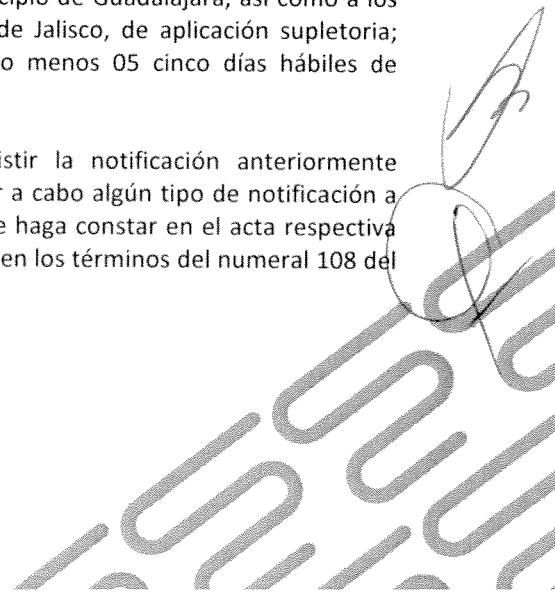 cipio de Guadalajara, así como a los
de Jalisco, de aplicación supletoria;
o menos 05 cinco días hábiles de
istir la notificación anteriormente
r a cabo algún tipo de notificación a
e haga constar en el acta respectiva
en los términos del numeral 108 del